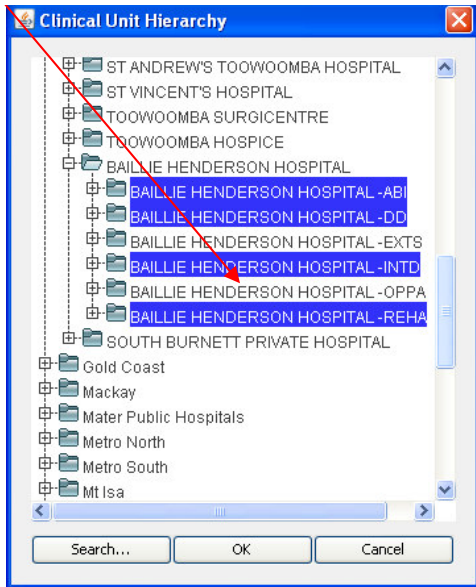 Clinical Unit Hierarchy
ST ANDREW'S TOOWOOMBA HOSPITAL
ST VINCENT'S HOSPITAL
TOOWOOMBA SURGICENTRE
TOOWOOMBA HOSPICE
BAILLIE HENDERSON HOSPITAL
BAILLIE HENDERSON HOSPITAL -ABI
BAILLIE HENDERSON HOSPITAL -DD
BAILLIE HENDERSON HOSPITAL -EXTS
BAILLIE HENDERSON HOSPITAL -INTD
BAILLIE HENDERSON HOSPITAL -OPPA
BAILLIE HENDERSON HOSPITAL -REHA
SOUTH BURNETT PRIVATE HOSPITAL
Gold Coast
Mackay
Mater Public Hospitals
Metro North
Metro South
Mt Isa
Search... OK Cancel